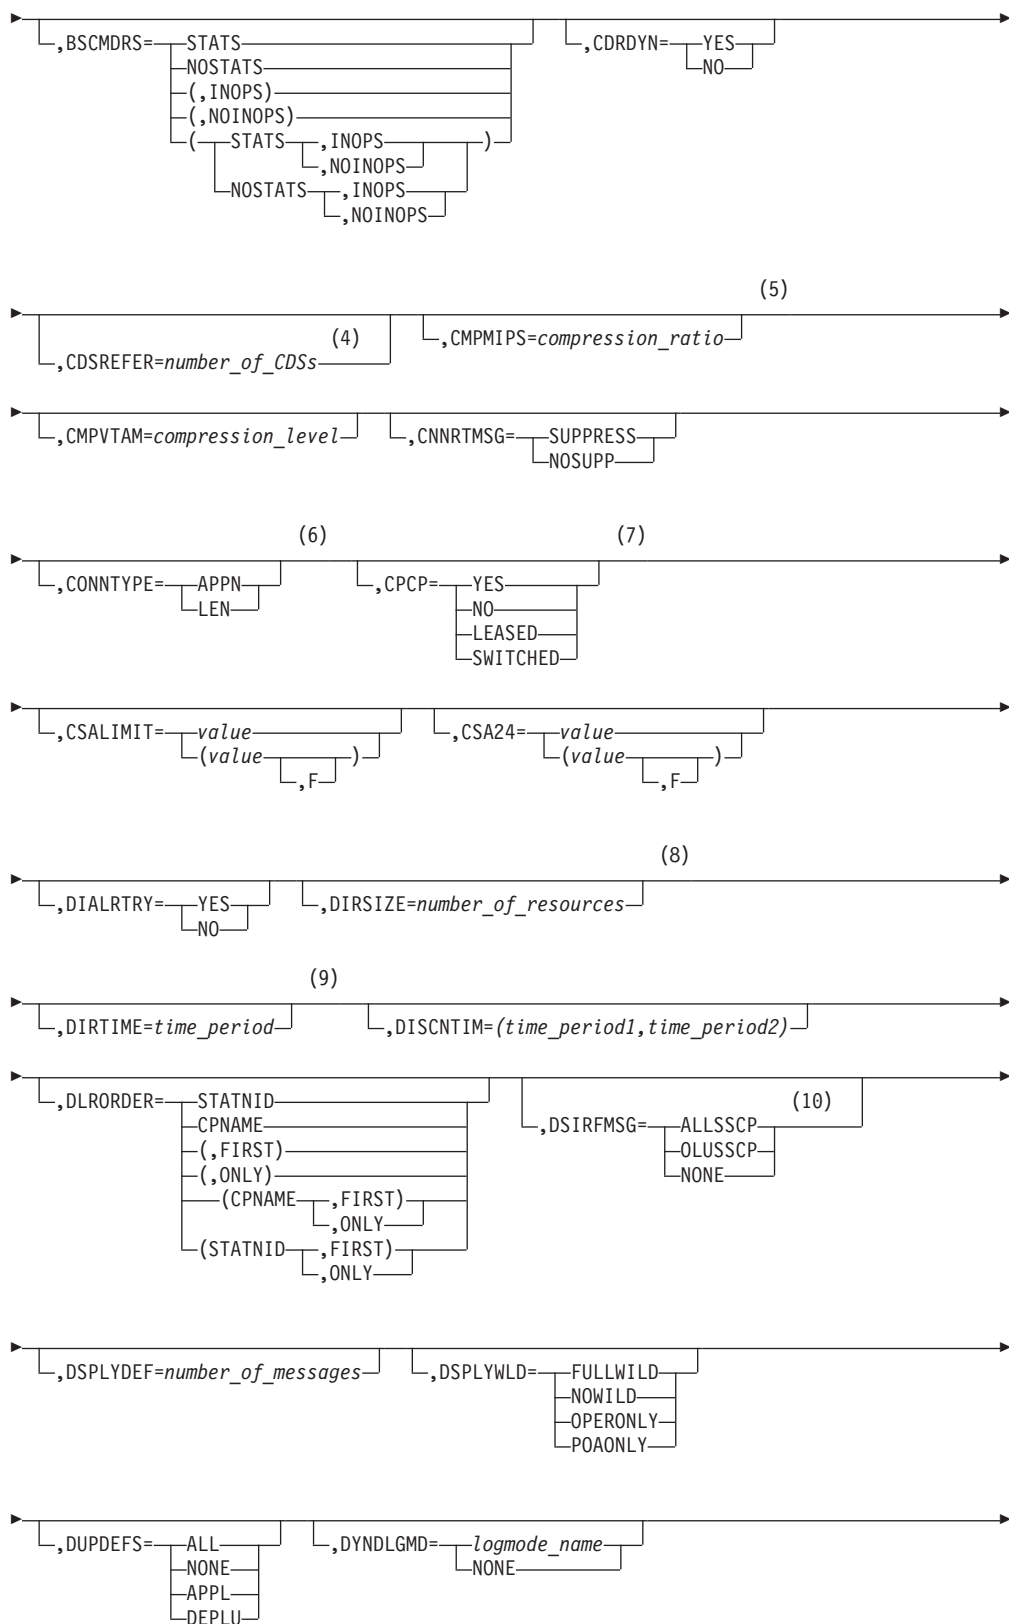 ,BSCMDRS= STATS ,CDRDYN= YES
NOSTATS NO
(,INOPS)
(,NOINOPS)
( STATS ,INOPS )
,NOINOPS
NOSTATS ,INOPS
,NOINOPS
(5)
(4) ,CMPMIPS=compression_ratio
,CDSREFER=number_of_CDSs
,CMPVTAM=compression_level ,CNNRTMSG= SUPPRESS
NOSUPP
(6) (7)
,CONNTYPE= APPN ,CPCP= YES
LEN NO
LEASED
SWITCHED
,CSALIMIT= value ,CSA24= value
(value ) (value )
,F ,F
(8)
,DIALRTRY= YES ,DIRSIZE=number_of_resources
NO
(9)
,DIRTIME=time_period ,DISCNTIM=(time_period1,time_period2)
,DLRORDER= STATNID (10)
CPNAME ,DSIRFMSG= ALLSSCP
(,FIRST) OLUSSCP
(,ONLY) NONE
(CPNAME ,FIRST)
,ONLY
(STATNID ,FIRST)
,ONLY
,DSPLYDEF=number_of_messages ,DSPLYWLD= FULLWILD
NOWILD
OPERONLY
POAONLY
,DUPDEFS= ALL ,DYNDLGMD= logmode_name
NONE NONE
APPL
DEPLU